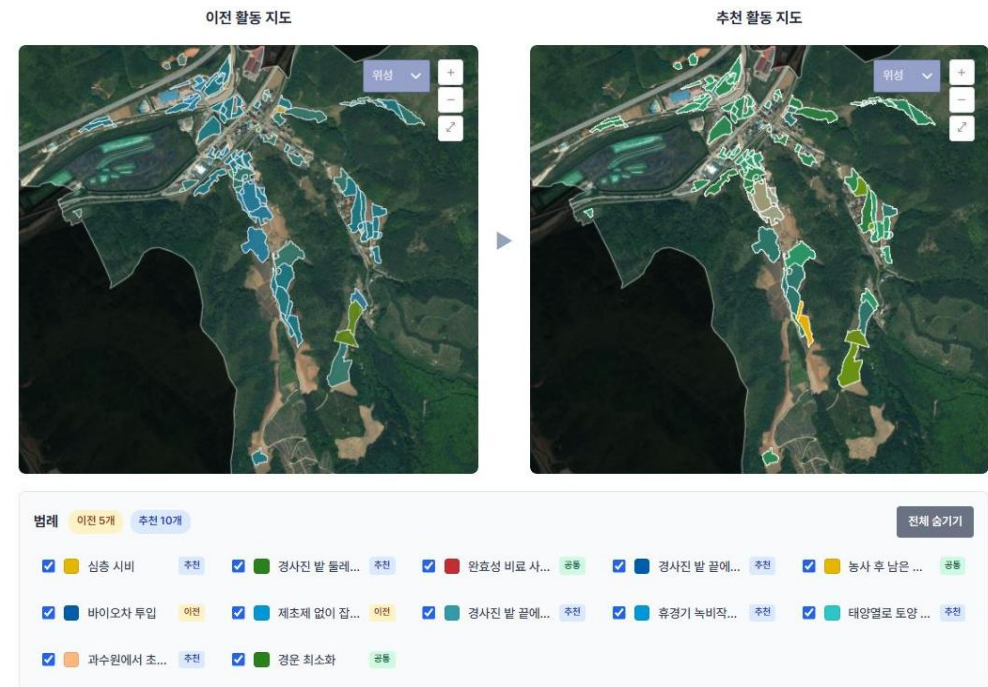 이전 활동 지도
추천 활동 지도
위성
위성
범례 이전 5개 추천 10개 전체 숨기기
심층 시비 추천
경사진 밭 둘레... 추천
완효성 비료 사... 공통
경사진 밭 끝에... 추천
농사 후 남은 ... 공통
바이오차 투입 이전
제초제 없이 잡... 이전
경사진 밭 끝에... 추천
휴경기 녹비작... 추천
태양열로 토양 ... 추천
과수원에서 초... 추천
경운 최소화 공통